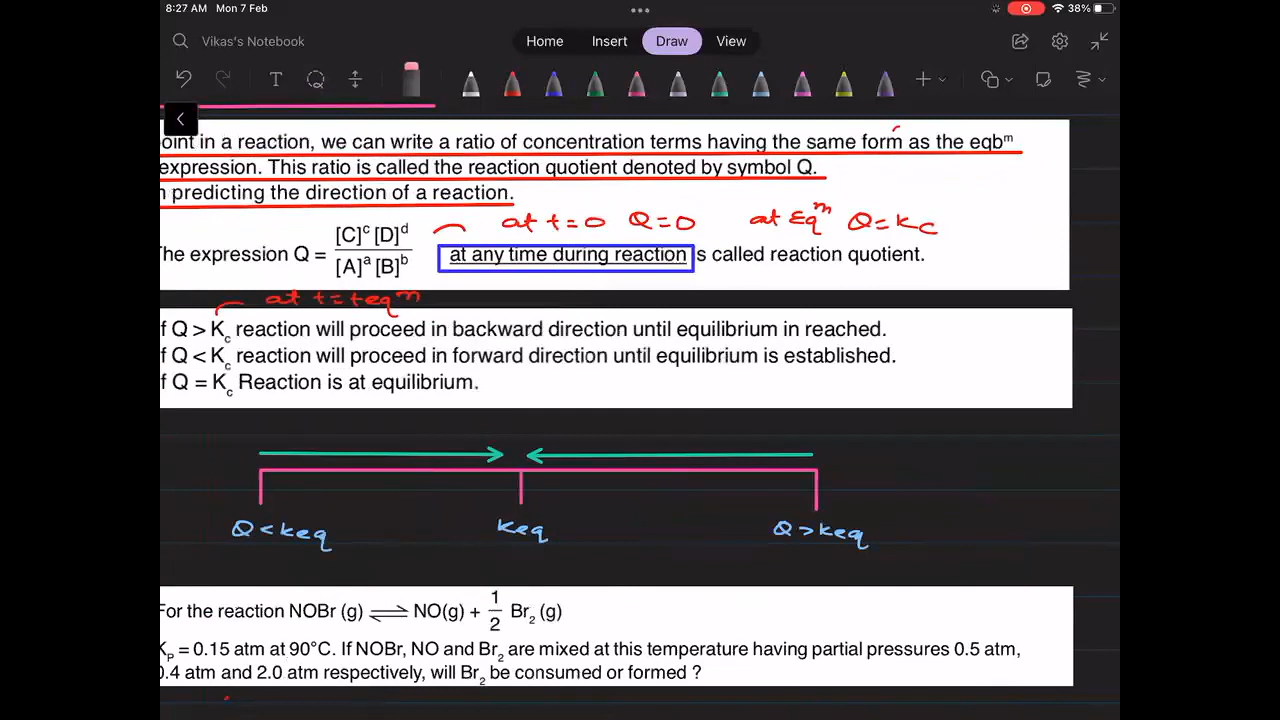 8:27 AM Mon 7 Feb
38%
Vikas's Notebook
Home Insert Draw View
oint in a reaction, we can write a ratio of concentration terms having the same form as the eqbᵐ
expression. This ratio is called the reaction quotient denoted by symbol Q.
n predicting the direction of a reaction.
at t=0 Q=0 at Eqᵐ Q=Kc
The expression Q = [C]ᶜ [D]ᵈ / [A]ᵃ [B]ᵇ at any time during reaction is called reaction quotient.
at t=teqᵐ
f Q > Kc reaction will proceed in backward direction until equilibrium in reached.
f Q < Kc reaction will proceed in forward direction until equilibrium is established.
f Q = Kc Reaction is at equilibrium.
Q<keq keq Q>keq
For the reaction NOBr (g) ⇌ NO(g) + 1/2 Br₂ (g)
KP = 0.15 atm at 90°C. If NOBr, NO and Br₂ are mixed at this temperature having partial pressures 0.5 atm,
0.4 atm and 2.0 atm respectively, will Br₂ be consumed or formed ?